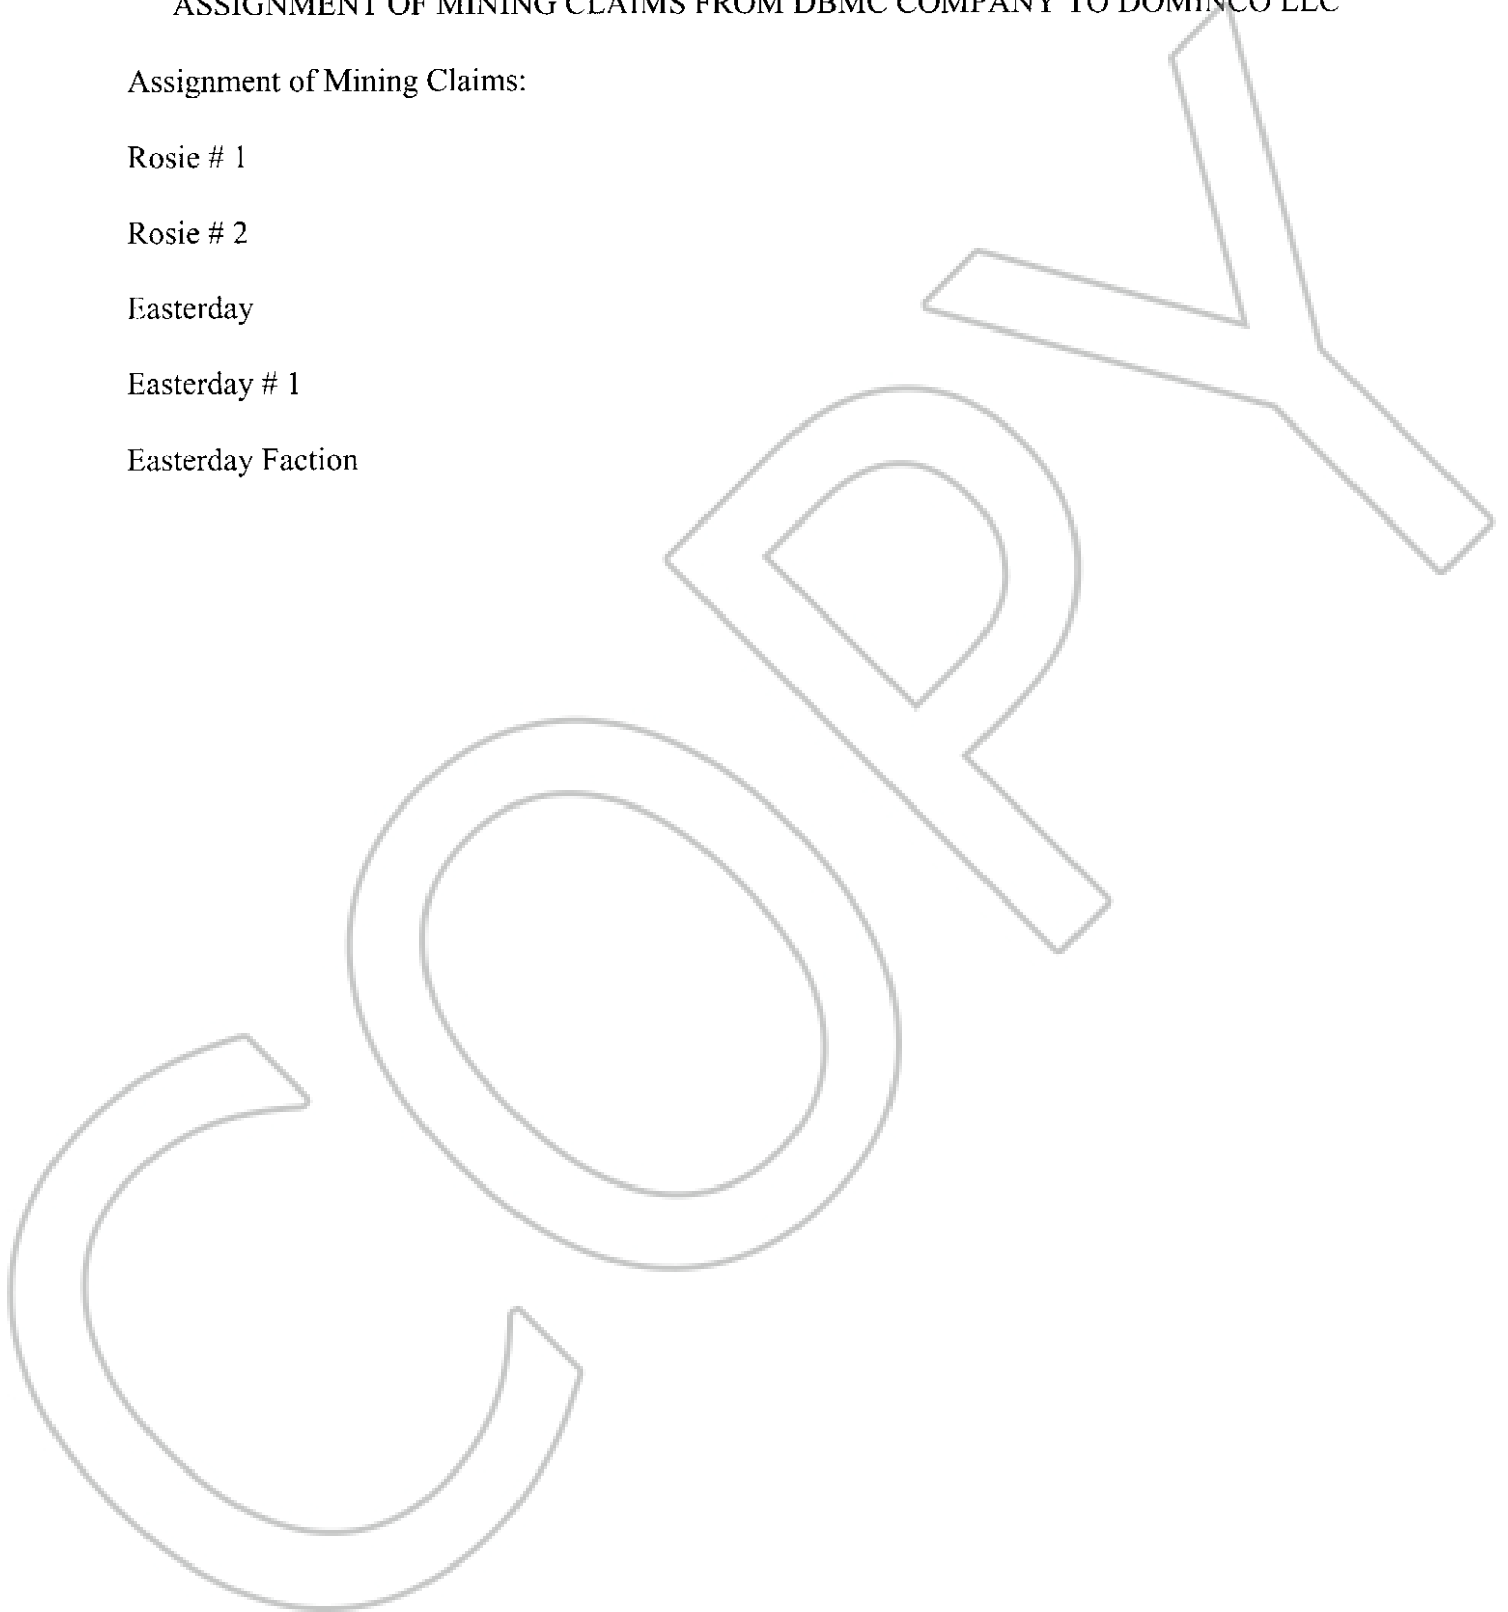 ASSIGNMENT OF MINING CLAIMS FROM DBMC COMPANY TO DOMINCO LLC
Assignment of Mining Claims:
Rosie # 1
Rosie # 2
Easterday
Easterday # 1
Easterday Faction
COPY